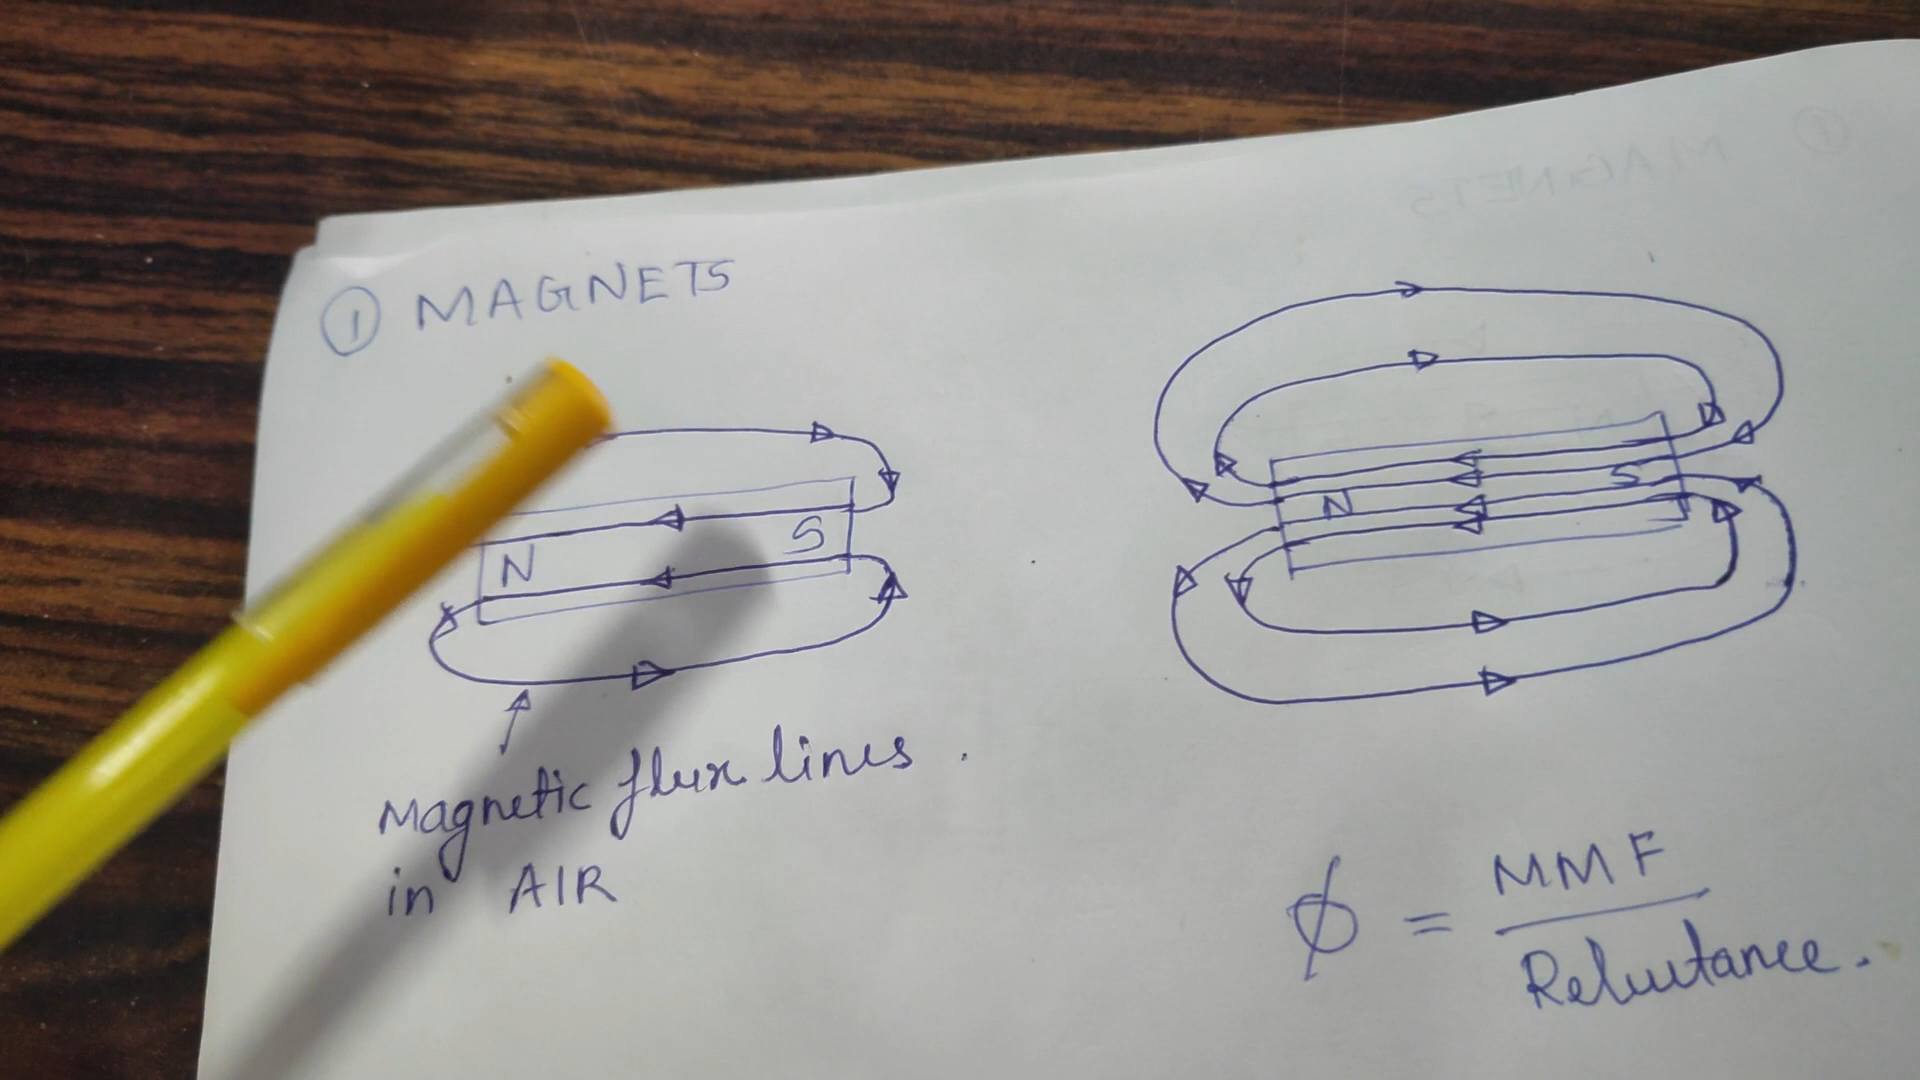 ① MAGNETS
N S
Magnetic flux lines
in AIR
N S
Φ = MMF
Reluctance.